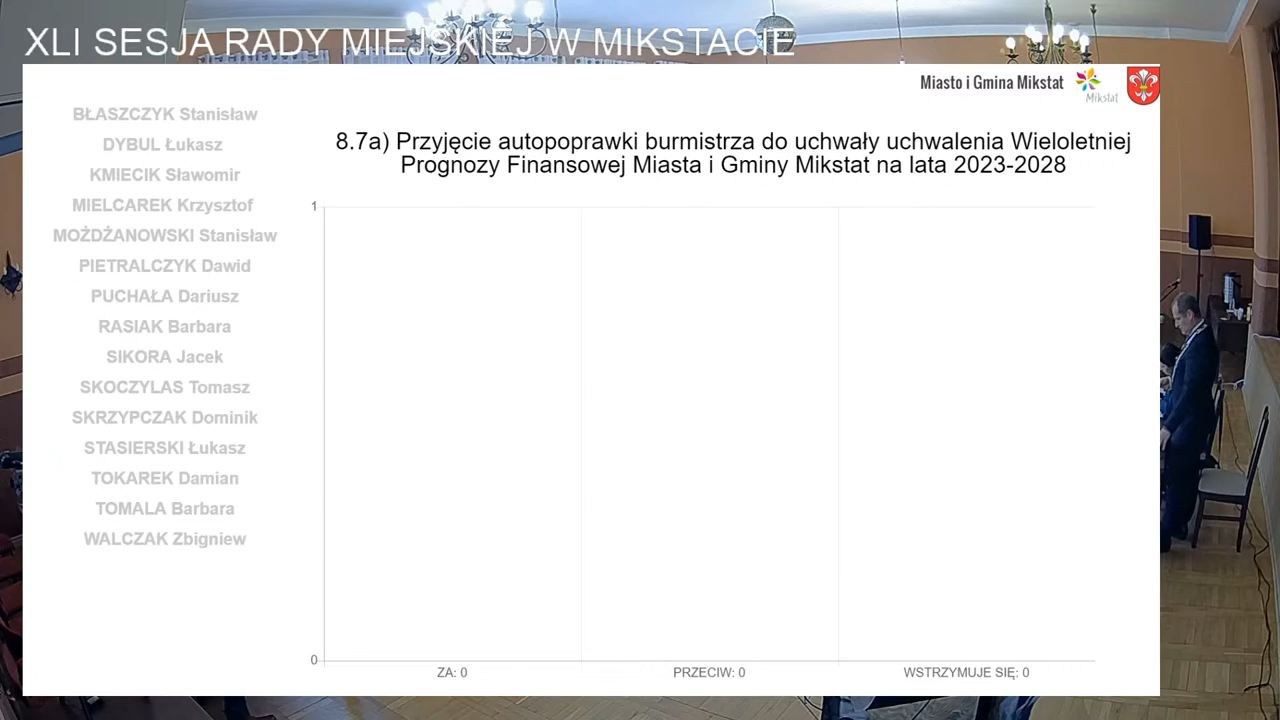 XLI SESJA RADY MIEJSKIEJ W MIKSTACIE
Miasto i Gmina Mikstat
Mikstat
BŁASZCZYK Stanisław
DYBUL Łukasz
KMIECIK Sławomir
MIELCAREK Krzysztof
MOŻDŻANOWSKI Stanisław
PIETRALCZYK Dawid
PUCHAŁA Dariusz
RASIAK Barbara
SIKORA Jacek
SKOCZYLAS Tomasz
SKRZYPCZAK Dominik
STASIERSKI Łukasz
TOKAREK Damian
TOMALA Barbara
WALCZAK Zbigniew
8.7a) Przyjęcie autopoprawki burmistrza do uchwały uchwalenia Wieloletniej
Prognozy Finansowej Miasta i Gminy Mikstat na lata 2023-2028
1
0
ZA: 0
PRZECIW: 0
WSTRZYMUJE SIĘ: 0